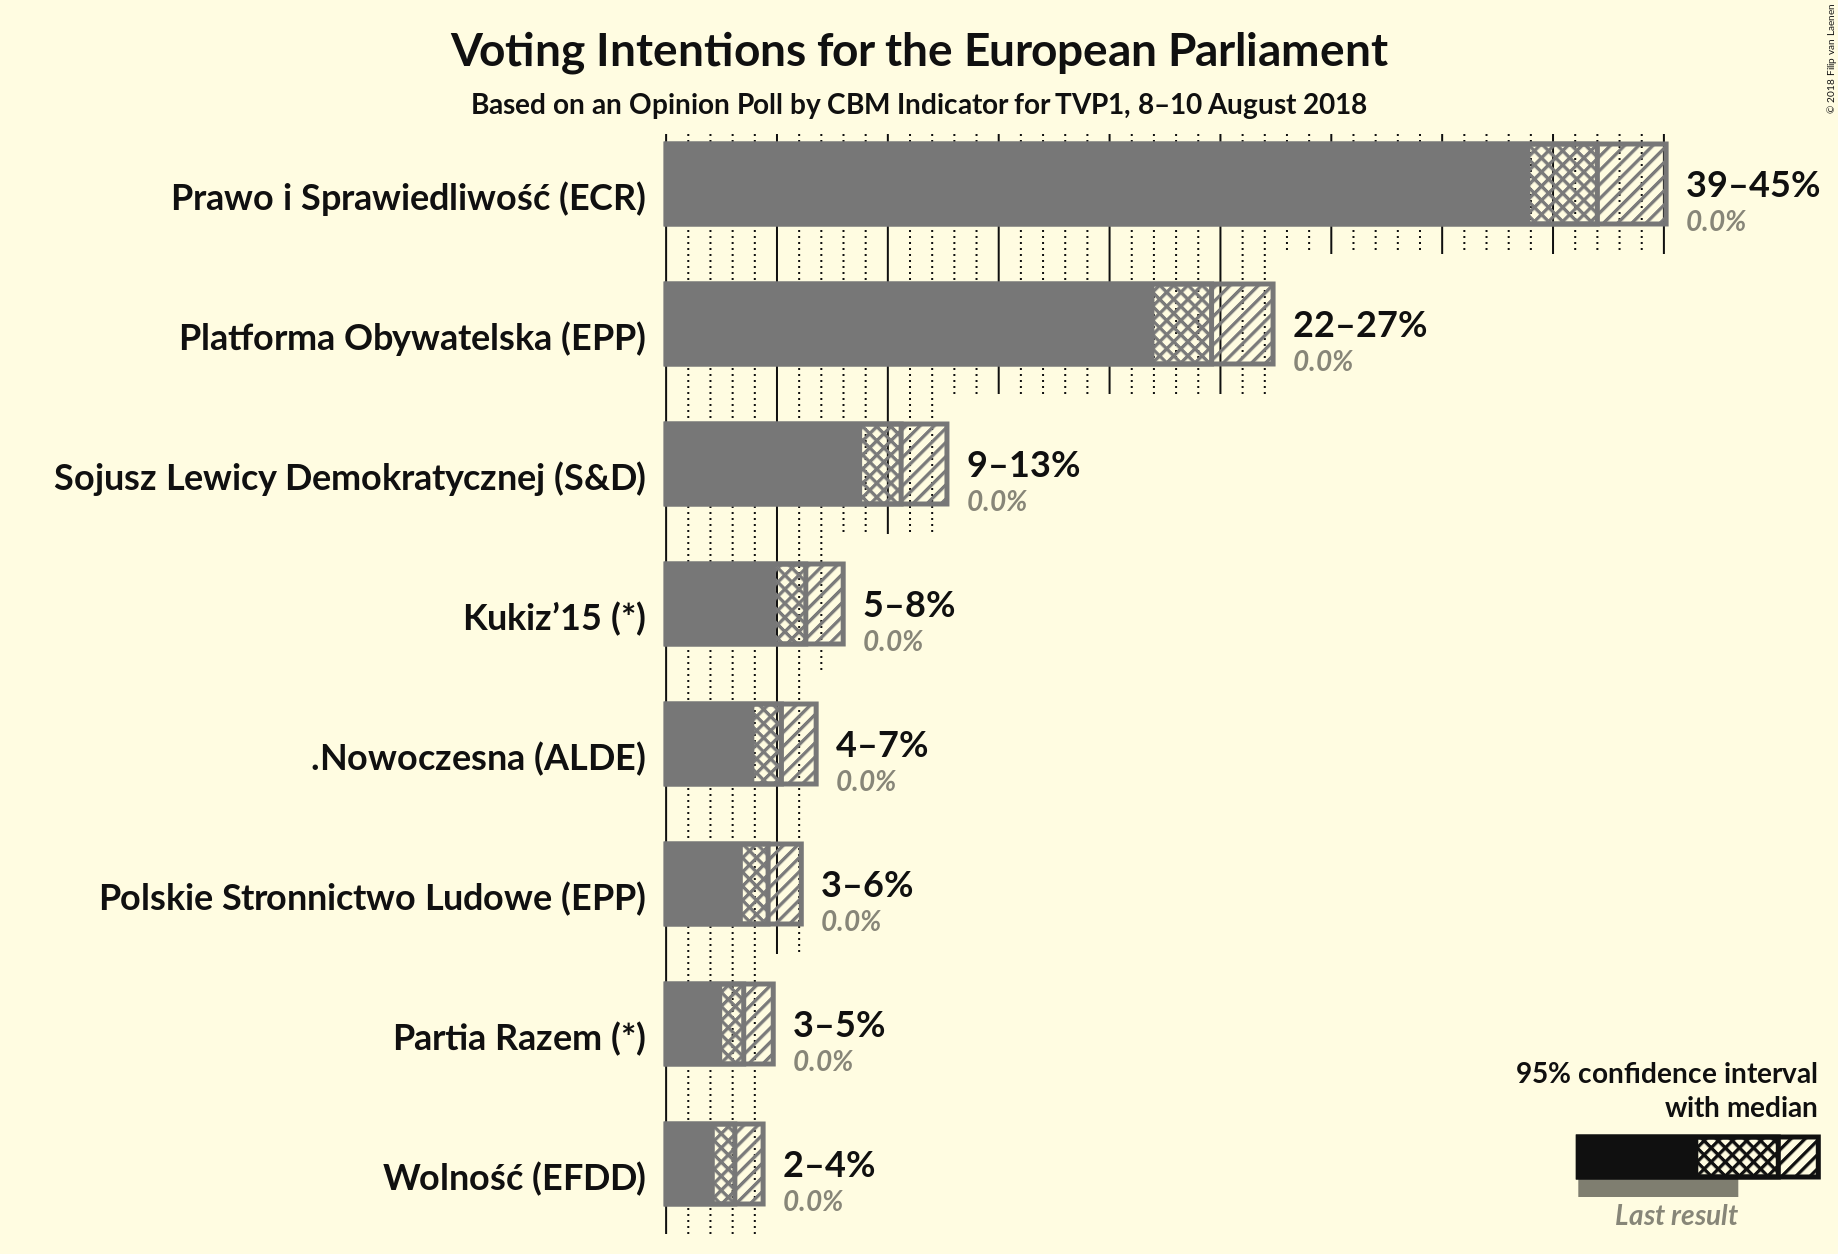 Voting Intentions for the European Parliament
Based on an Opinion Poll by CBM Indicator for TVP1, 8–10 August 2018
© 2018 Filip van Laenen
Prawo i Sprawiedliwość (ECR)
39–45%
0.0%
Platforma Obywatelska (EPP)
22–27%
0.0%
Sojusz Lewicy Demokratycznej (S&D)
9–13%
0.0%
Kukiz’15 (*)
5–8%
0.0%
.Nowoczesna (ALDE)
4–7%
0.0%
Polskie Stronnictwo Ludowe (EPP)
3–6%
0.0%
Partia Razem (*)
3–5%
0.0%
Wolność (EFDD)
2–4%
0.0%
95% confidence interval
with median
Last result